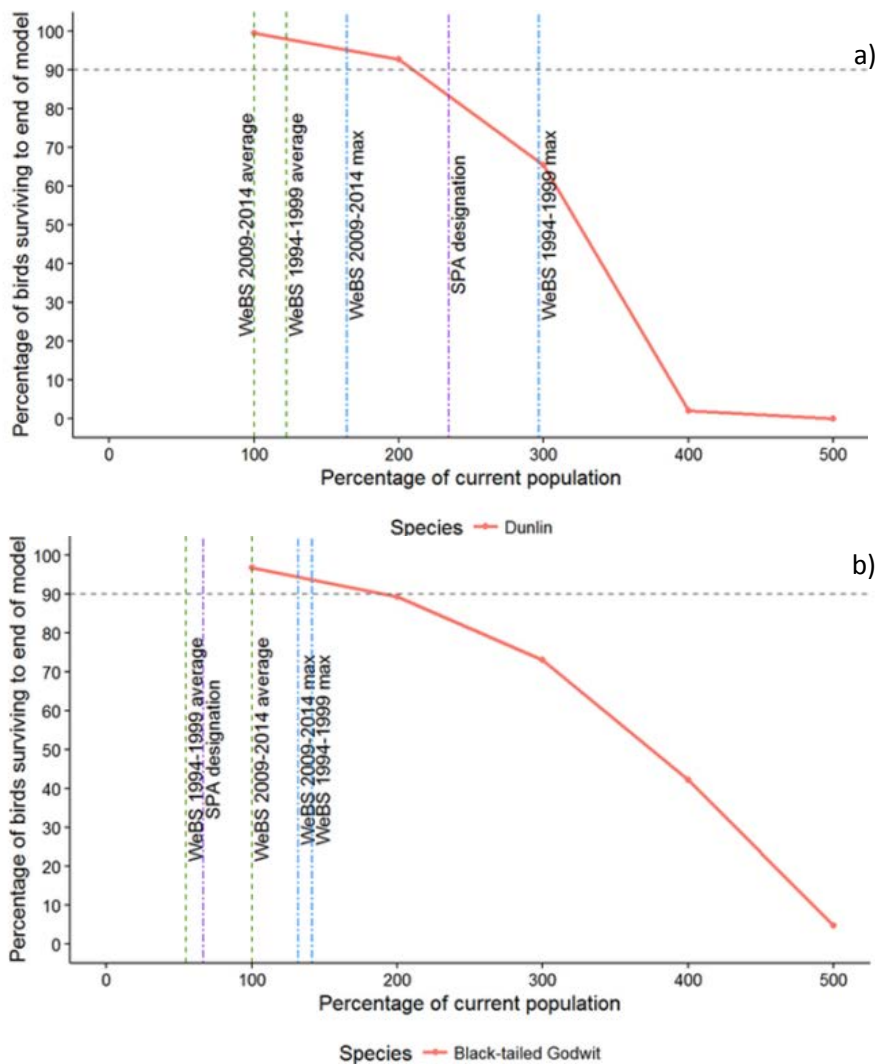 a)
Percentage of birds surviving to end of model
100
90
80
70
60
50
40
30
20
10
0
WeBS 2009-2014 average
WeBS 1994-1999 average
WeBS 2009-2014 max
SPA designation
WeBS 1994-1999 max
0 100 200 300 400 500
Percentage of current population
Species Dunlin
b)
Percentage of birds surviving to end of model
100
90
80
70
60
50
40
30
20
10
0
WeBS 1994-1999 average
SPA designation
WeBS 2009-2014 average
WeBS 2009-2014 max
WeBS 1994-1999 max
0 100 200 300 400 500
Percentage of current population
Species Black-tailed Godwit